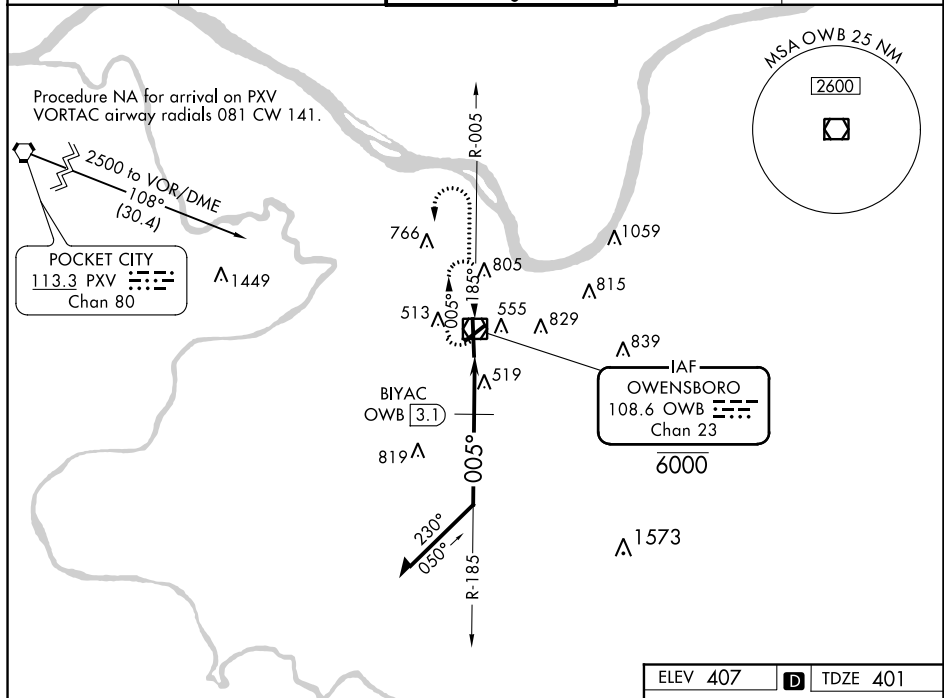 MSA OWB 25 NM
2600
Procedure NA for arrival on PXV
VORTAC airway radials 081 CW 141.
R-005
2500 to VOR/DME
108°
(30.4)
POCKET CITY
113.3 PXV
Chan 80
1449
766
1059
805
815
185°
005°
513
555
829
839
IAF
OWENSBORO
108.6 OWB
Chan 23
6000
519
BIYAC
OWB 3.1
005°
819
230°
050°
R-185
1573
ELEV 407 D TDZE 401